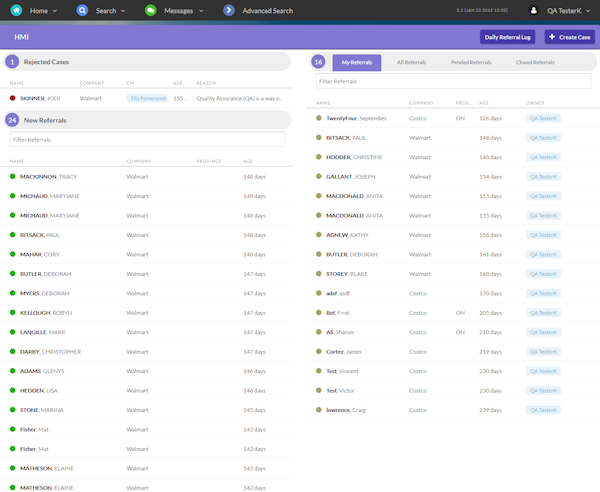 Home Search Messages Advanced Search QA TesterK
HMI Daily Referral Log Create Case
1 Rejected Cases
NAME COMPANY CM AGE REASON
SKINNER, JODI Walmart Ella Pomeransh 155 ... Quality Assurance (QA) is a way o...
24 New Referrals
Filter Referrals
NAME COMPANY PROVINCE AGE
MACKINNON, TRACY Walmart 148 days
MICHAUD, MARYJANE Walmart 148 days
MICHAUD, MARYJANE Walmart 148 days
BITSACK, PAUL Walmart 148 days
MAHAR, CORY Walmart 148 days
BUTLER, DEBORAH Walmart 147 days
MYERS, DEBORAH Walmart 147 days
KELLOUGH, ROBYN Walmart 147 days
LANGILLE, MARK Walmart 147 days
DARBY, CHRISTOPHER Walmart 147 days
ADAMS, GLENYS Walmart 146 days
HEDDEN, LISA Walmart 146 days
STONE, MARINA Walmart 145 days
Fisher, Mat Walmart 143 days
Fisher, Mat Walmart 143 days
MATHESON, ELAINE Walmart 143 days
MATHESON, ELAINE Walmart 142 days
16 My Referrals All Referrals Pended Referrals Closed Referrals
Filter Referrals
NAME COMPANY PROV... AGE OWNER
TwentyFour, September Costco ON 126 days QA TesterK
BITSACK, PAUL Walmart 148 days QA TesterK
HODDER, CHRISTINE Walmart 148 days QA TesterK
GALLANT, JOSEPH Walmart 154 days QA TesterK
MACDONALD, ANITA Walmart 155 days QA TesterK
MACDONALD, ANITA Walmart 155 days QA TesterK
AGNEW, KATHY Walmart 156 days QA TesterK
BUTLER, DEBORAH Walmart 161 days QA TesterK
STOREY, BLAKE Walmart 168 days QA TesterK
adsf, asdf Costco 170 days QA TesterK
Ref, First Costco ON 205 days QA TesterK
Ali, Shalom Costco ON 210 days QA TesterK
Cortez, James Costco 219 days QA TesterK
Test, Vincent Costco 230 days QA TesterK
Test, Victor Costco 230 days QA TesterK
lowrence, Craig Costco 239 days QA TesterK